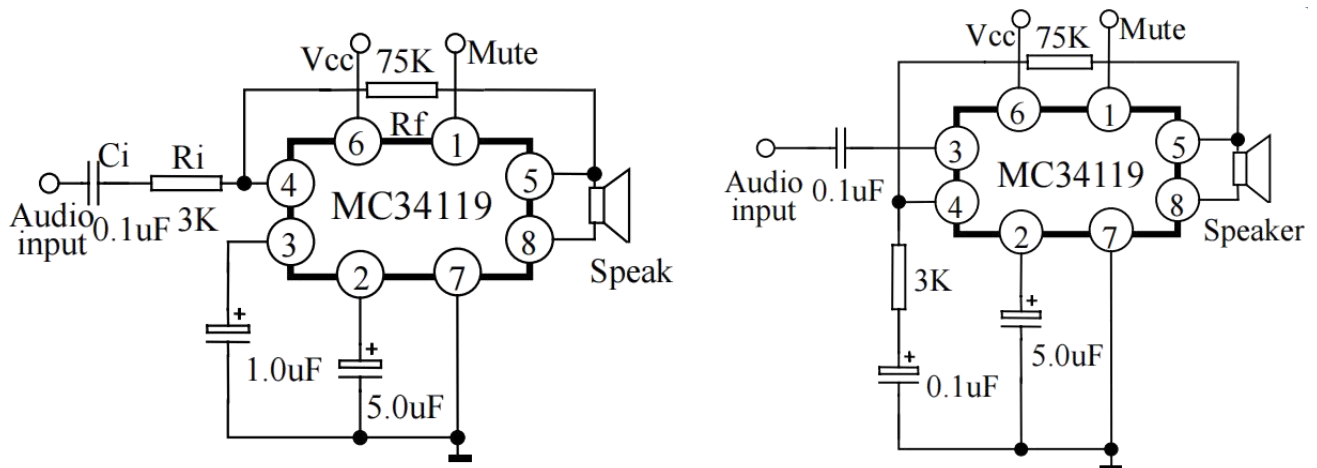 Vcc
75K
Mute
6
Rf
1
Ci
Ri
4
5
MC34119
Audio
input
0.1uF
3K
3
8
2
7
Speak
1.0uF
5.0uF
Vcc
75K
Mute
6
1
3
5
MC34119
Audio
input
0.1uF
4
8
2
7
Speaker
3K
5.0uF
0.1uF
+
+
+
+